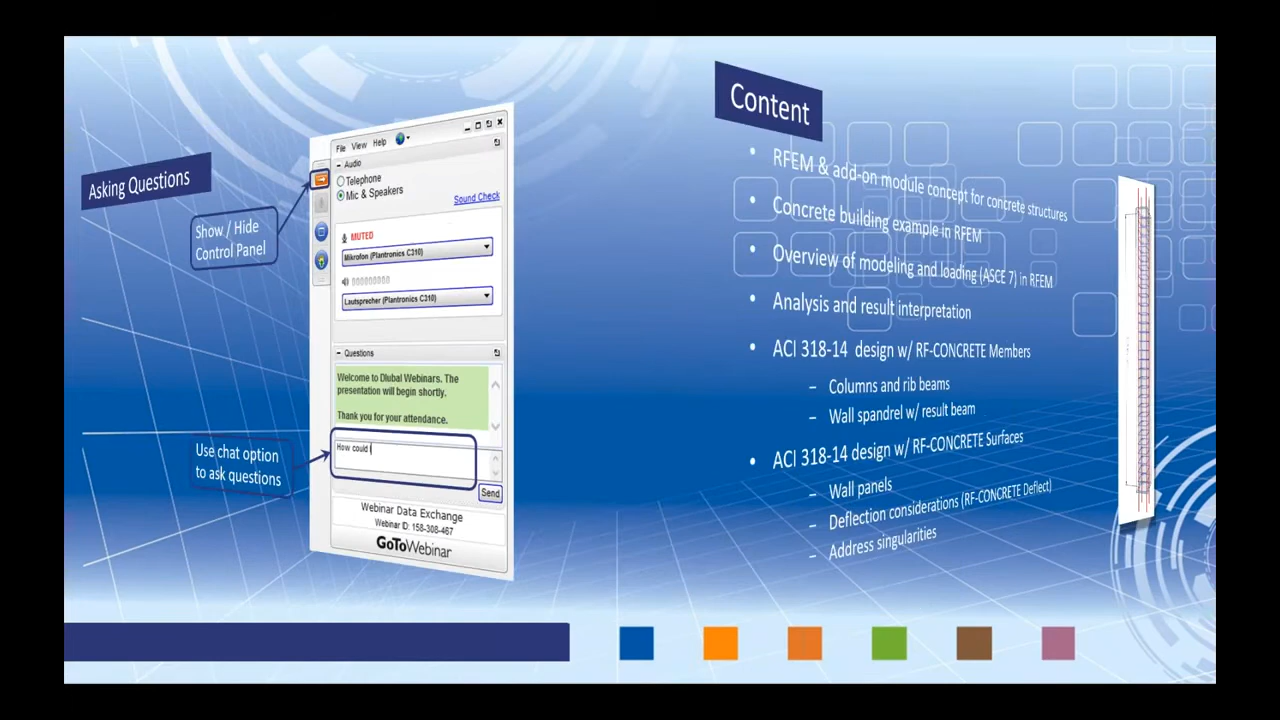 Asking Questions
Show / Hide
Control Panel
Use chat option
to ask questions
File View Help
Audio
Telephone
Mic & Speakers
Sound Check
MUTED
Mikrofon (Plantronics C310)
Lautsprecher (Plantronics C310)
Questions
Welcome to Dlubal Webinars. The
presentation will begin shortly.
Thank you for your attendance.
How could I
Send
Webinar Data Exchange
Webinar ID: 158-308-467
GoToWebinar
Content
• RFEM & add-on module concept for concrete structures
• Concrete building example in RFEM
• Overview of modeling and loading (ASCE 7) in RFEM
• Analysis and result interpretation
• ACI 318-14 design w/ RF-CONCRETE Members
– Columns and rib beams
– Wall spandrel w/ result beam
• ACI 318-14 design w/ RF-CONCRETE Surfaces
– Wall panels
– Deflection considerations (RF-CONCRETE Deflect)
– Address singularities